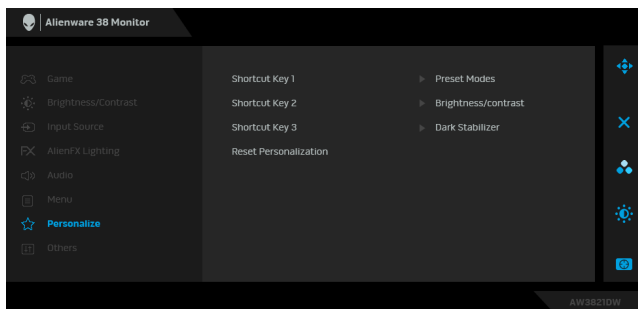 Alienware 38 Monitor
Game
Brightness/Contrast
Input Source
AlienFX Lighting
Audio
Menu
Personalize
Others
Shortcut Key 1 Preset Modes
Shortcut Key 2 Brightness/contrast
Shortcut Key 3 Dark Stabilizer
Reset Personalization
AW3821DW